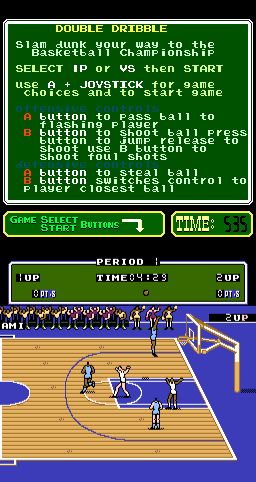 DOUBLE DRIBBLE
Slam dunk your way to the
Basketball Championship
SELECT 1P or VS then START
use A + JOYSTICK for game
choices and to start game
offensive controls
A button to pass ball to
flashing player
B button to shoot ball press
button to jump release to
shoot use B button to
shoot foul shots
defensive controls
A button to steal ball
B button switches control to
player closest ball
GAME SELECT
START BUTTONS
TIME: 535
PERIOD 1
1UP TIME04:29 2UP
0PTS 0PTS
2UP
AMI